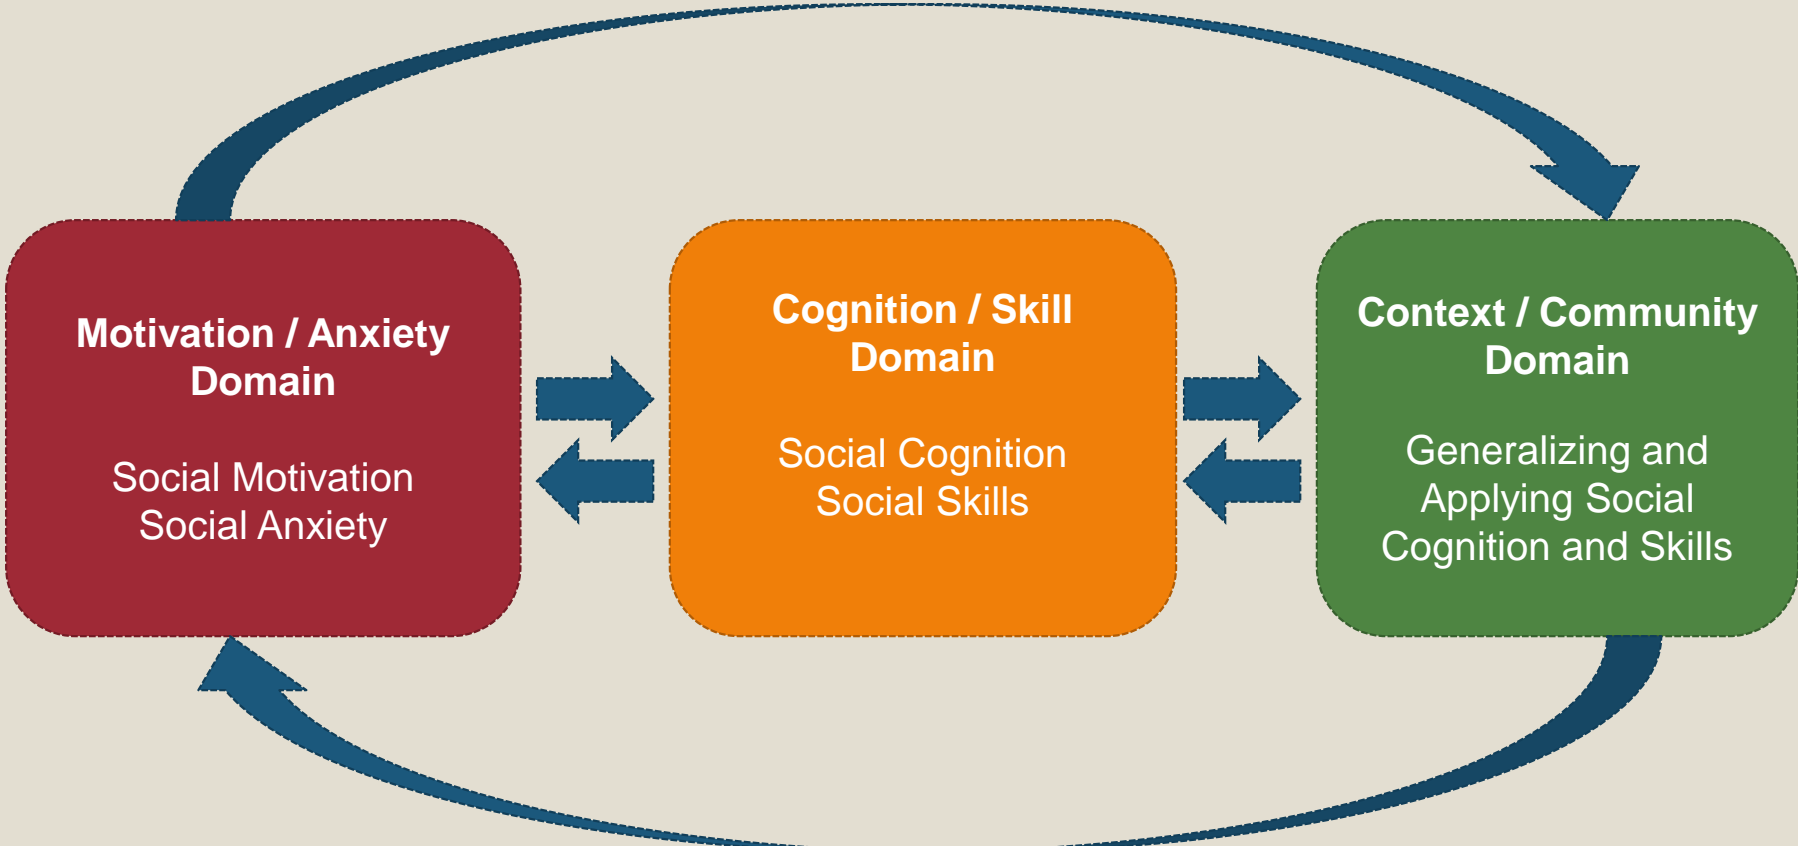 Motivation / Anxiety
Domain
Social Motivation
Social Anxiety
Cognition / Skill
Domain
Social Cognition
Social Skills
Context / Community
Domain
Generalizing and
Applying Social
Cognition and Skills